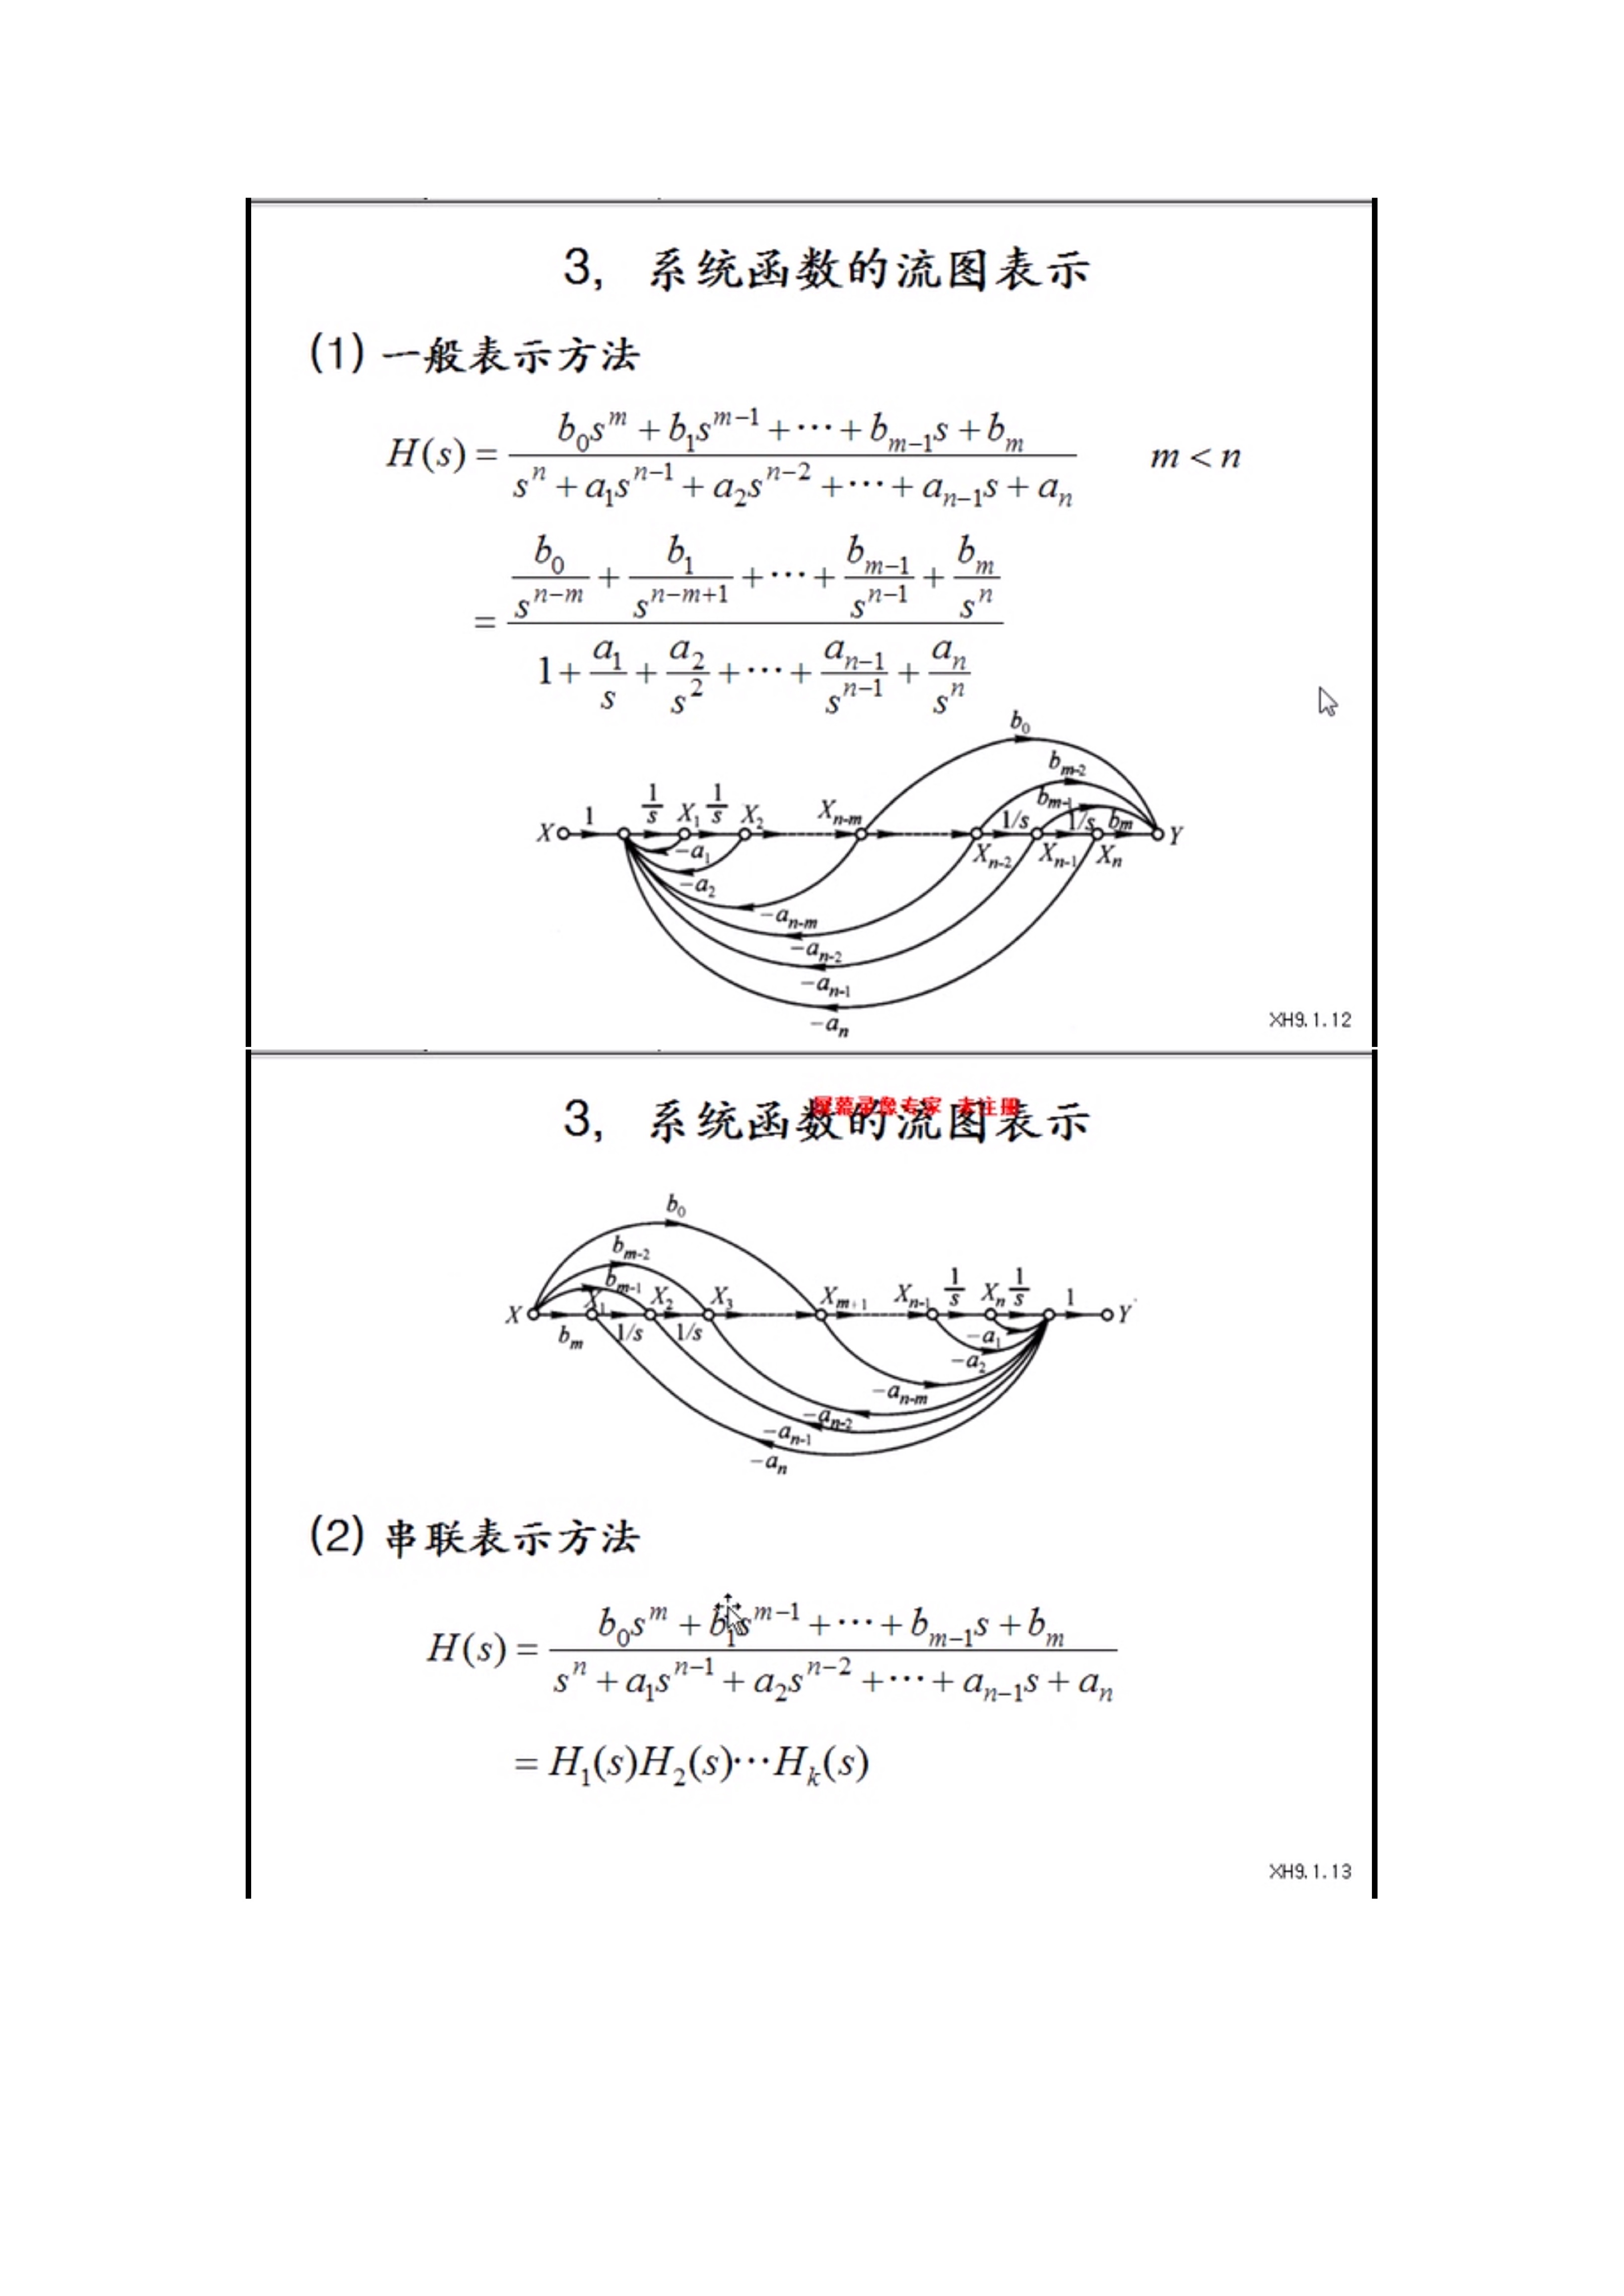 3, 系统函数的流图表示
(1) 一般表示方法
H(s) = \frac{b_0 s^m + b_1 s^{m-1} + \cdots + b_{m-1} s + b_m}{s^n + a_1 s^{n-1} + a_2 s^{n-2} + \cdots + a_{n-1} s + a_n}  m < n
= \frac{\frac{b_0}{s^{n-m}} + \frac{b_1}{s^{n-m+1}} + \cdots + \frac{b_{m-1}}{s^{n-1}} + \frac{b_m}{s^n}}{1 + \frac{a_1}{s} + \frac{a_2}{s^2} + \cdots + \frac{a_{n-1}}{s^{n-1}} + \frac{a_n}{s^n}}
b_0
b_{m-2}
b_{m-1}
X 1 \frac{1}{s} X_1 \frac{1}{s} X_2 X_{n-m} 1/s 1/s b_m Y
X_{n-2} X_{n-1} X_n
-a_1
-a_2
-a_{n-m}
-a_{n-2}
-a_{n-1}
-a_n
XH9.1.12
屏幕录像专家 未注册
3, 系统函数的流图表示
b_0
b_{m-2}
b_{m-1}
X X_1 X_2 X_3 X_{m+1} X_{n-1} \frac{1}{s} X_n \frac{1}{s} 1 Y
b_m 1/s 1/s
-a_1
-a_2
-a_{n-m}
-a_{n-2}
-a_{n-1}
-a_n
(2) 串联表示方法
H(s) = \frac{b_0 s^m + b_1 s^{m-1} + \cdots + b_{m-1} s + b_m}{s^n + a_1 s^{n-1} + a_2 s^{n-2} + \cdots + a_{n-1} s + a_n}
= H_1(s)H_2(s)\cdots H_k(s)
XH9.1.13